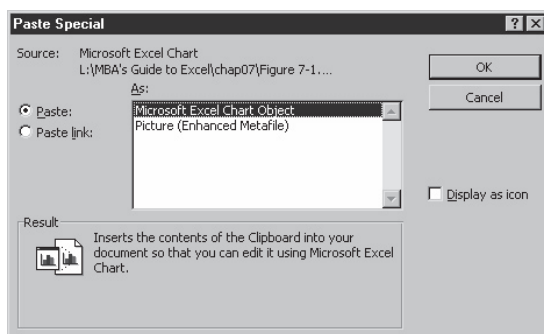 Paste Special
Source: Microsoft Excel Chart
L:\MBA's Guide to Excel\chap07\Figure 7-1....
As:
Paste:
Paste link:
Microsoft Excel Chart Object
Picture (Enhanced Metafile)
OK
Cancel
Display as icon
Result
Inserts the contents of the Clipboard into your
document so that you can edit it using Microsoft Excel
Chart.